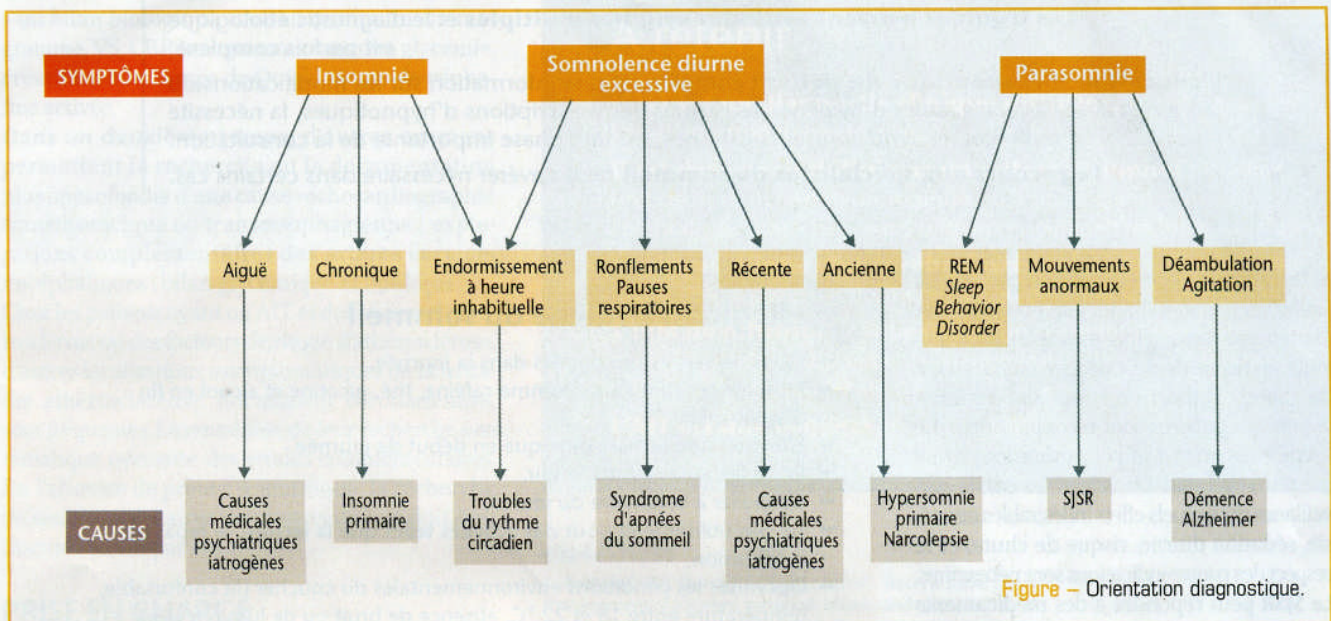 SYMPTÔMES
Insomnie
Somnolence diurne
excessive
Parasomnie
Aiguë
Chronique
Endormissement
à heure
inhabituelle
Ronflements
Pauses
respiratoires
Récente
Ancienne
REM
Sleep
Behavior
Disorder
Mouvements
anormaux
Déambulation
Agitation
CAUSES
Causes
médicales
psychiatriques
iatrogènes
Insomnie
primaire
Troubles
du rythme
circadien
Syndrome
d'apnées
du sommeil
Causes
médicales
psychiatriques
iatrogènes
Hypersomnie
primaire
Narcolepsie
SJSR
Démence
Alzheimer
Figure – Orientation diagnostique.